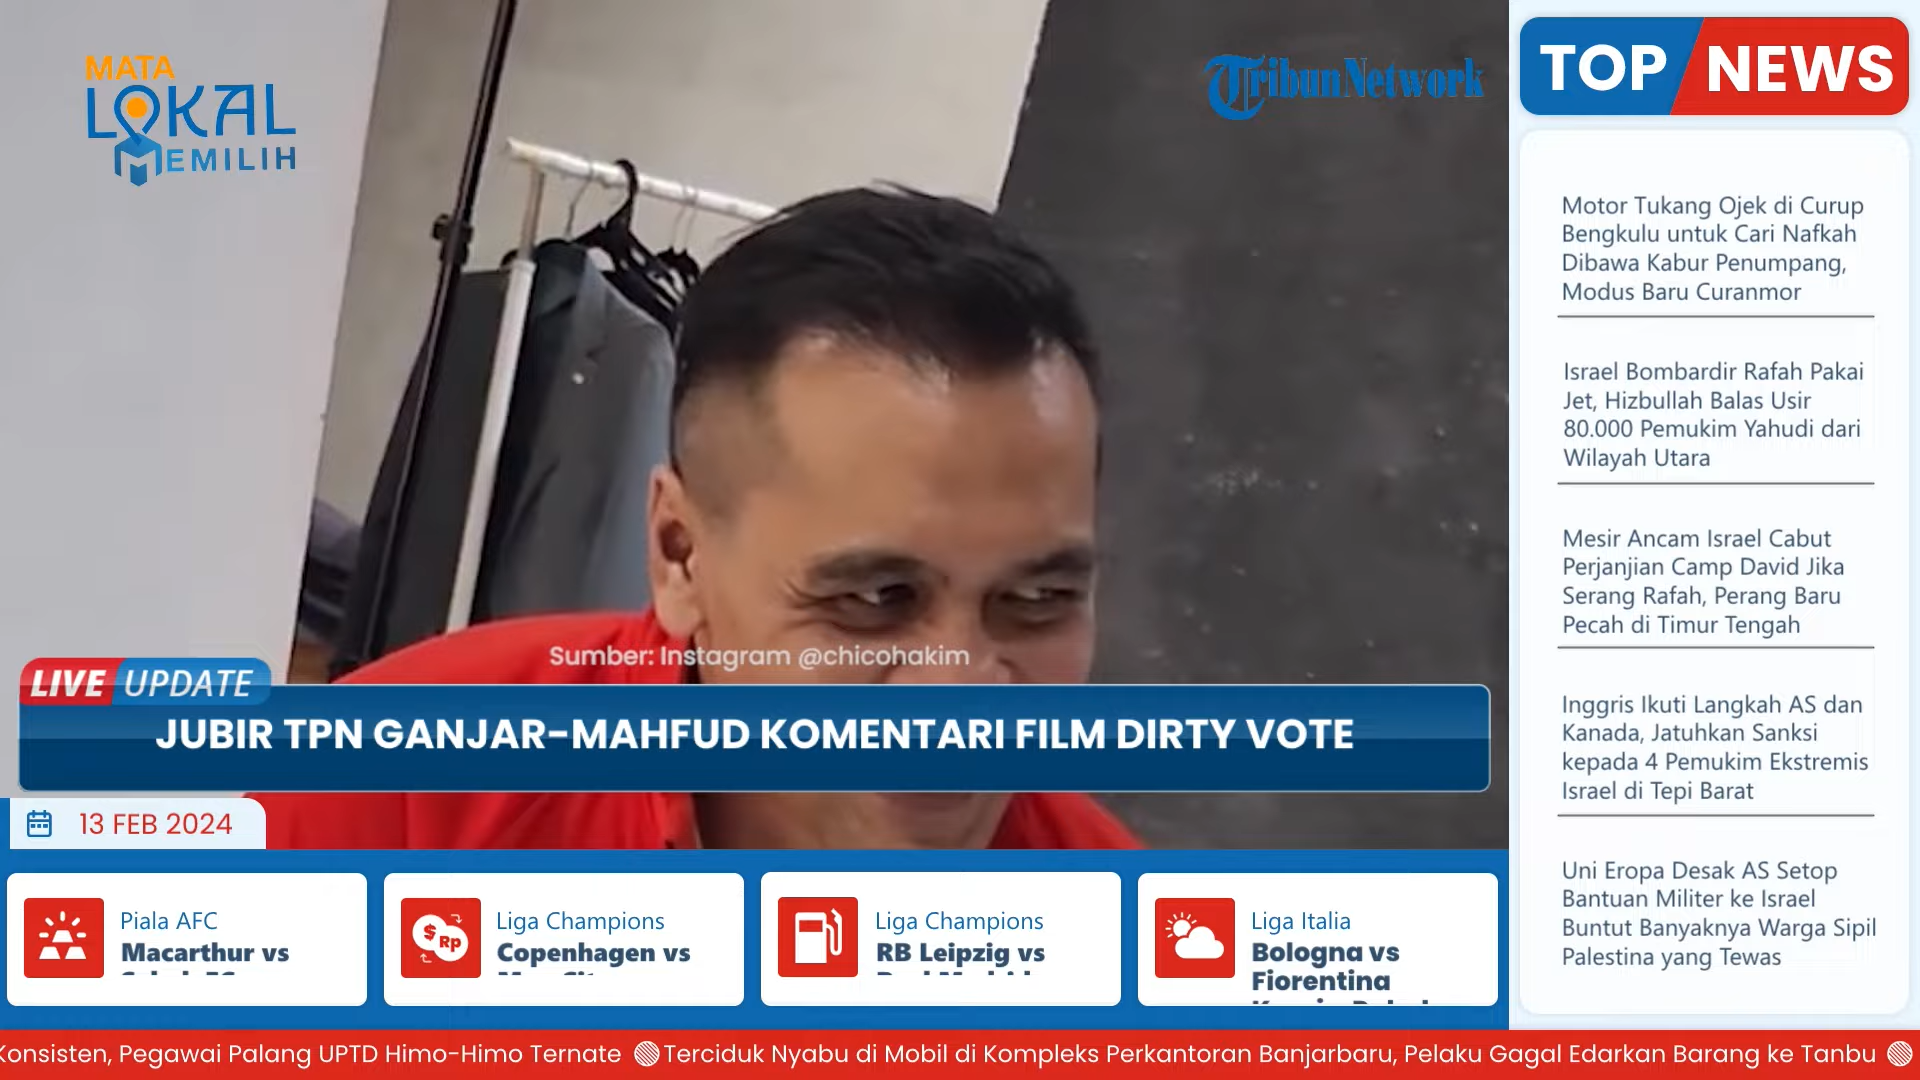 MATA
LOKAL
MEMILIH
TribunNetwork
TOP NEWS
Motor Tukang Ojek di Curup
Bengkulu untuk Cari Nafkah
Dibawa Kabur Penumpang,
Modus Baru Curanmor
Israel Bombardir Rafah Pakai
Jet, Hizbullah Balas Usir
80.000 Pemukim Yahudi dari
Wilayah Utara
Mesir Ancam Israel Cabut
Perjanjian Camp David Jika
Serang Rafah, Perang Baru
Pecah di Timur Tengah
Inggris Ikuti Langkah AS dan
Kanada, Jatuhkan Sanksi
kepada 4 Pemukim Ekstremis
Israel di Tepi Barat
Uni Eropa Desak AS Setop
Bantuan Militer ke Israel
Buntut Banyaknya Warga Sipil
Palestina yang Tewas
Sumber: Instagram @chicohakim
LIVE UPDATE
JUBIR TPN GANJAR-MAHFUD KOMENTARI FILM DIRTY VOTE
13 FEB 2024
Piala AFC
Macarthur vs
$ Rp
Liga Champions
Copenhagen vs
Liga Champions
RB Leipzig vs
Liga Italia
Bologna vs
Fiorentina
Konsisten, Pegawai Palang UPTD Himo-Himo Ternate Terciduk Nyabu di Mobil di Kompleks Perkantoran Banjarbaru, Pelaku Gagal Edarkan Barang ke Tanbu